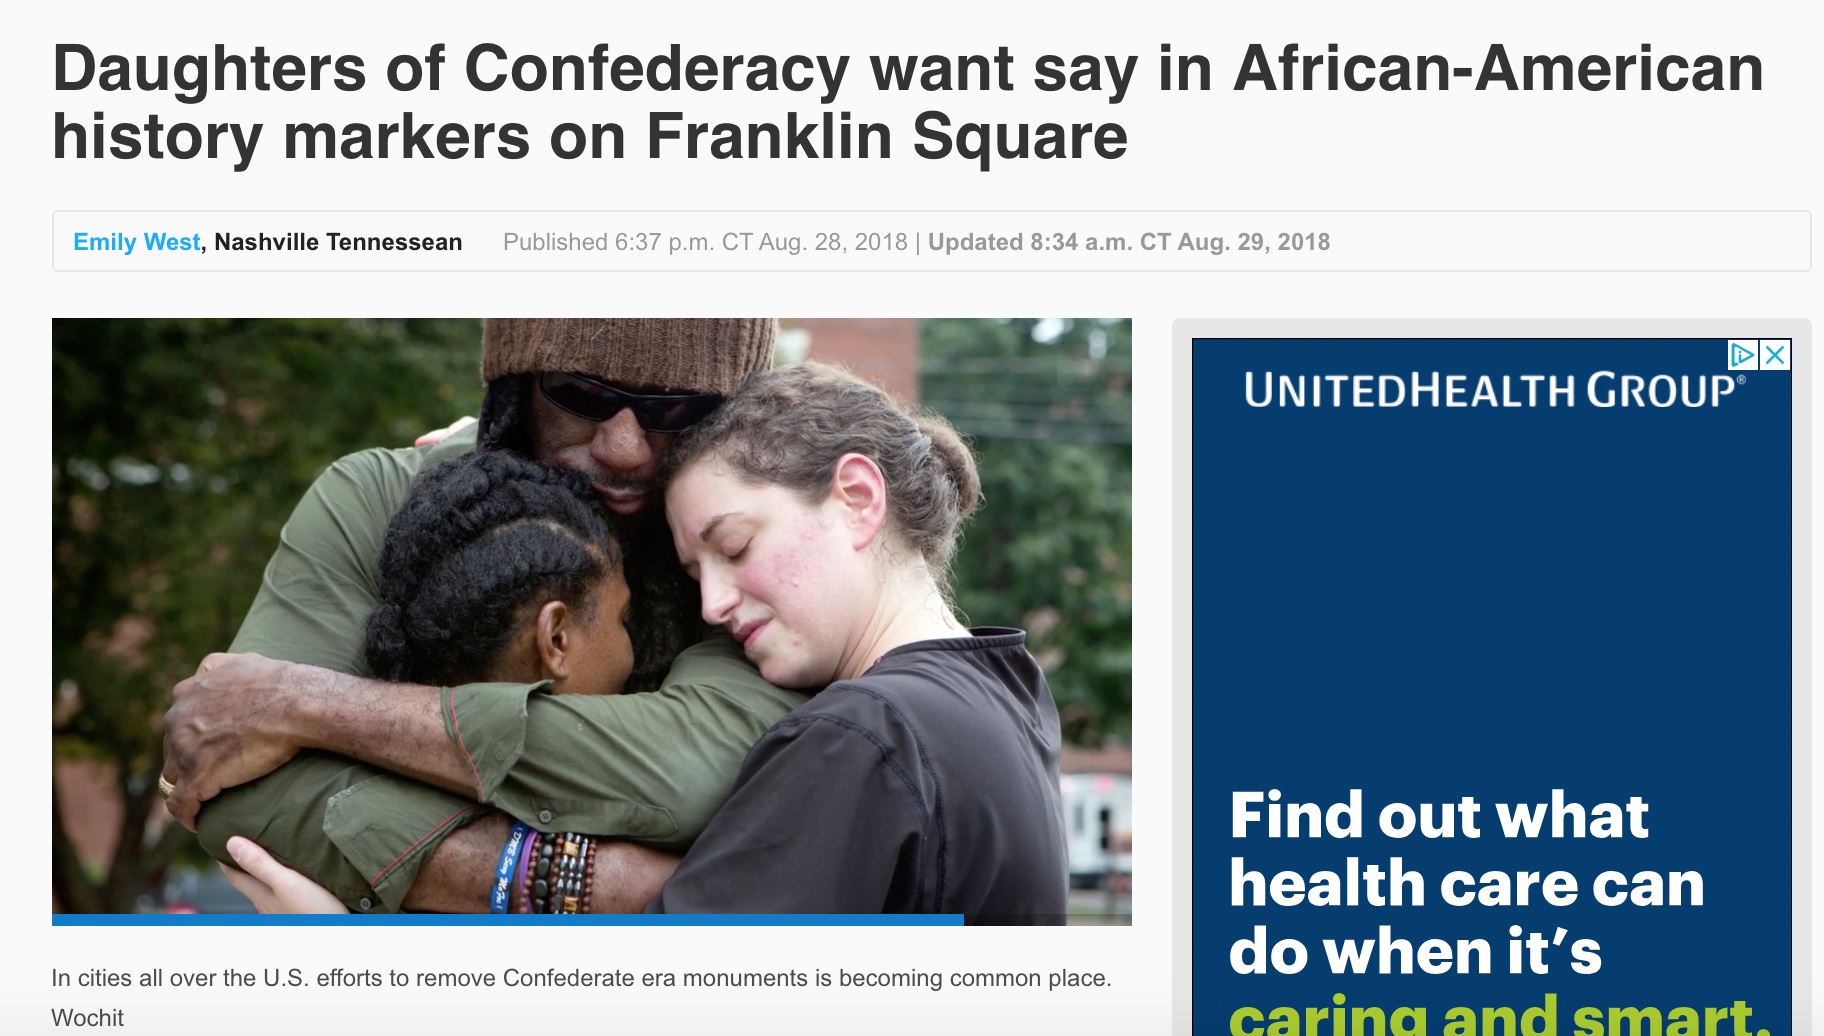 Daughters of Confederacy want say in African-American
history markers on Franklin Square
Emily West, Nashville Tennessean Published 6:37 p.m. CT Aug. 28, 2018 | Updated 8:34 a.m. CT Aug. 29, 2018
In cities all over the U.S. efforts to remove Confederate era monuments is becoming common place.
Wochit
UNITEDHEALTH GROUP®
Find out what
health care can
do when it's
caring and smart.